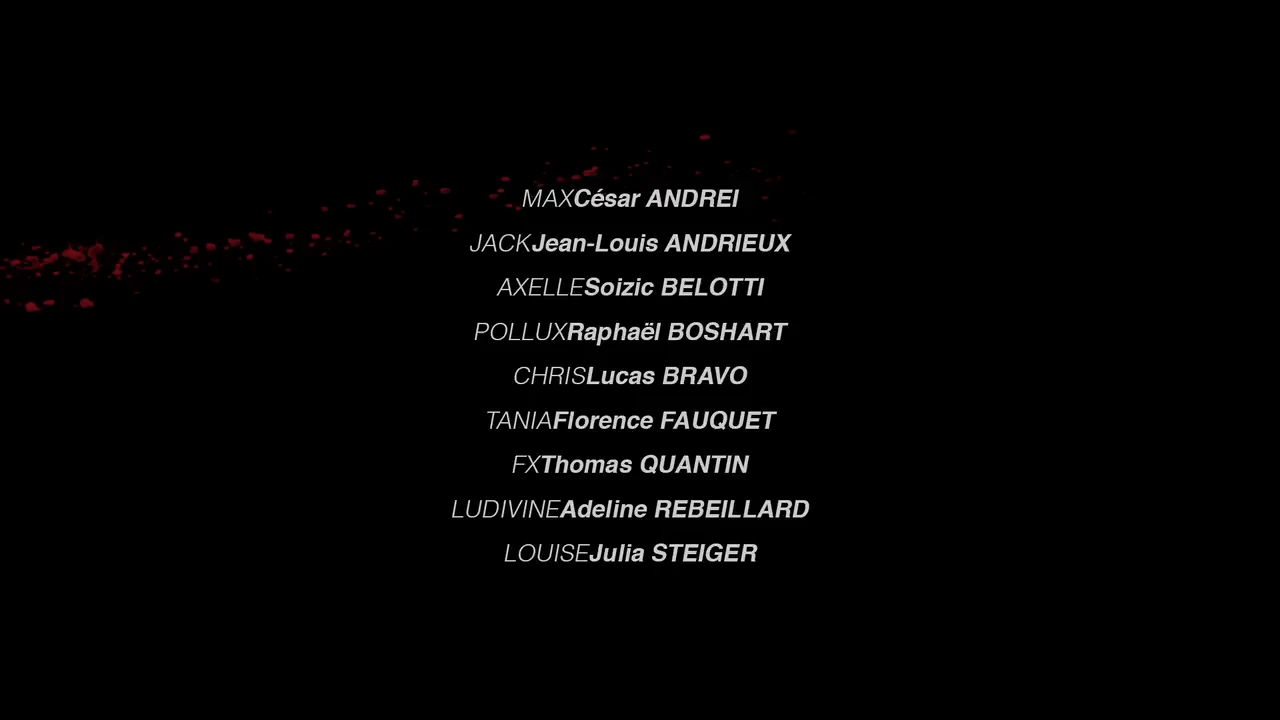 MAXCésar ANDREI
JACKJean-Louis ANDRIEUX
AXELLESoizic BELOTTI
POLLUXRaphaël BOSHART
CHRISLucas BRAVO
TANIAFlorence FAUQUET
FXThomas QUANTIN
LUDIVINEAdeline REBEILLARD
LOUISEJulia STEIGER